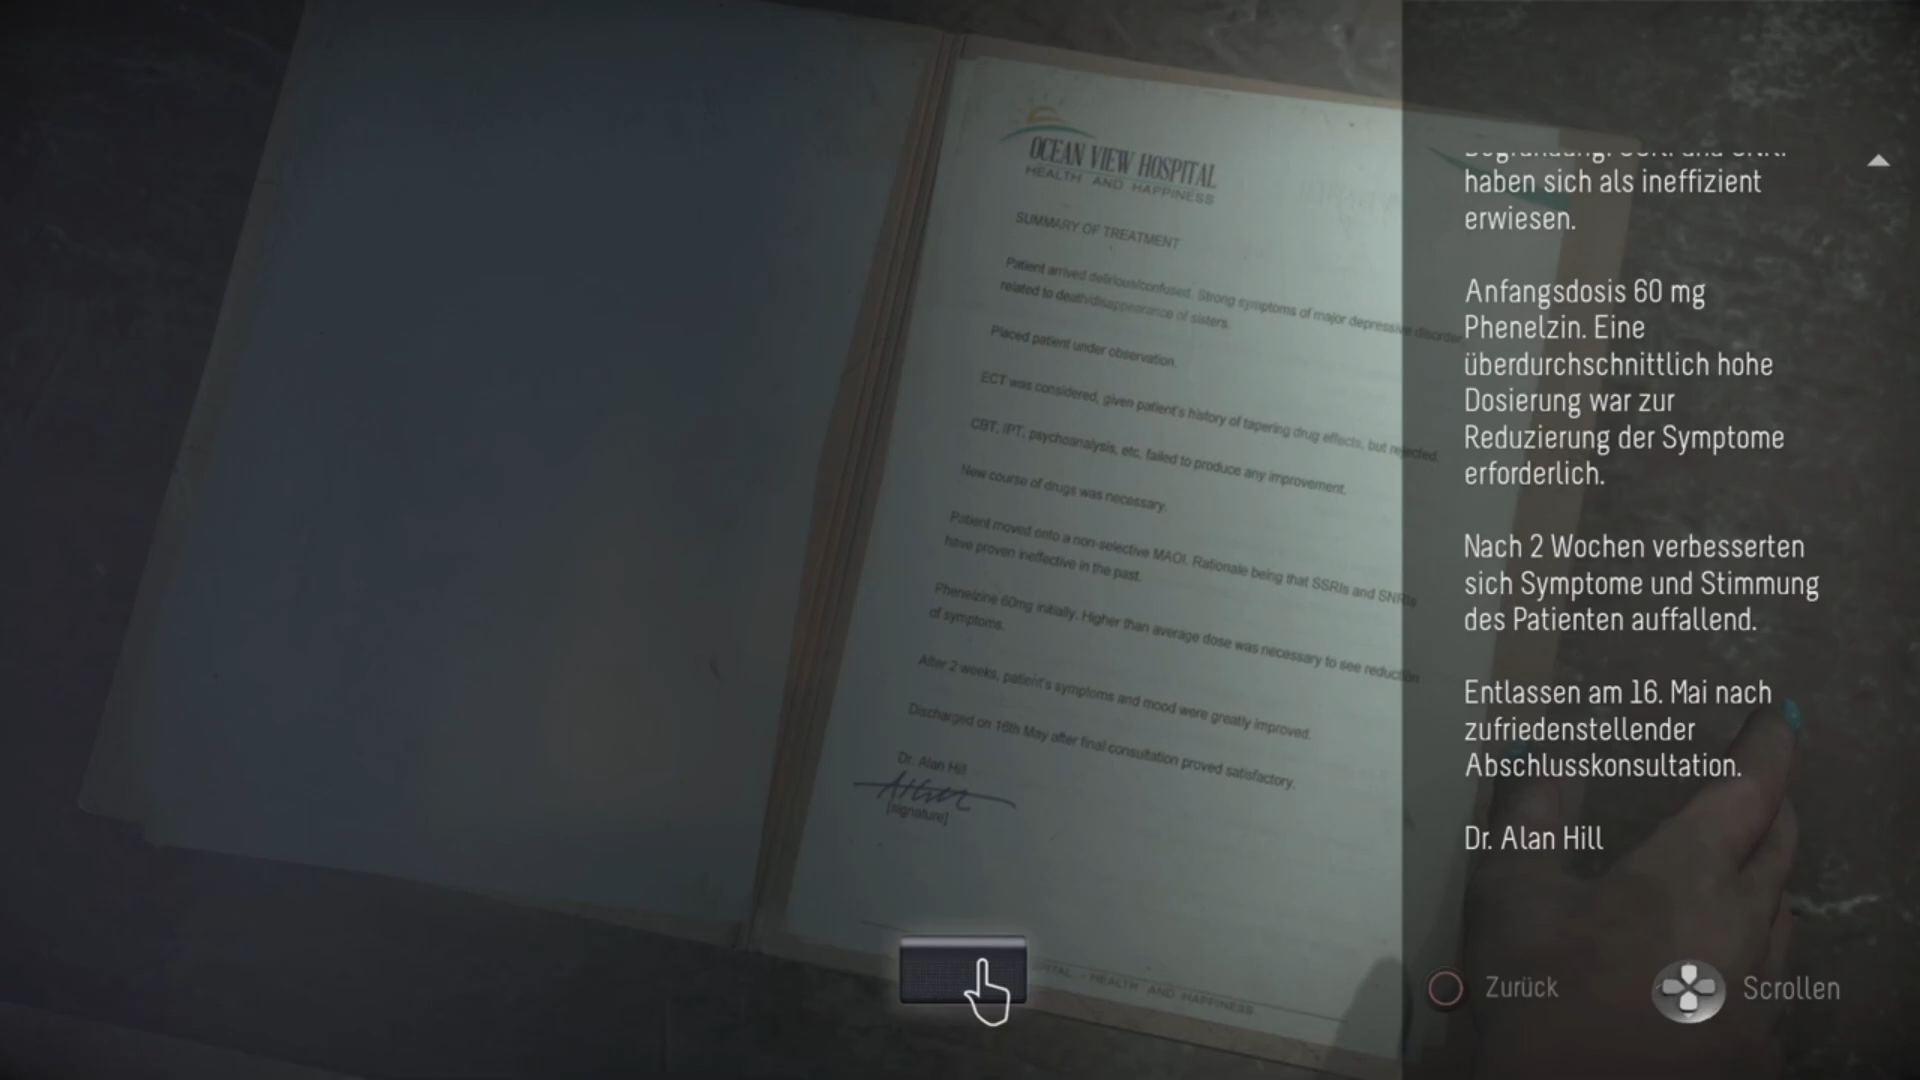 OCEAN VIEW HOSPITAL
HEALTH AND HAPPINESS
SUMMARY OF TREATMENT
Patient arrived delirious/confused. Strong symptoms of major depressive disorder
related to death/disappearance of sisters.
Placed patient under observation.
ECT was considered, given patient's history of tapering drug effects, but rejected.
CBT, IPT, psychoanalysis, etc, failed to produce any improvement.
New course of drugs was necessary.
Patient moved onto a non-selective MAOI. Rationale being that SSRIs and SNRIs
have proven ineffective in the past.
Phenelzine 60mg initially. Higher than average dose was necessary to see reduction
of symptoms.
After 2 weeks, patient's symptoms and mood were greatly improved.
Discharged on 16th May after final consultation proved satisfactory.
Dr. Alan Hill
[signature]
HEALTH AND HAPPINESS
haben sich als ineffizient
erwiesen.
Anfangsdosis 60 mg
Phenelzin. Eine
überdurchschnittlich hohe
Dosierung war zur
Reduzierung der Symptome
erforderlich.
Nach 2 Wochen verbesserten
sich Symptome und Stimmung
des Patienten auffallend.
Entlassen am 16. Mai nach
zufriedenstellender
Abschlusskonsultation.
Dr. Alan Hill
Zurück
Scrollen